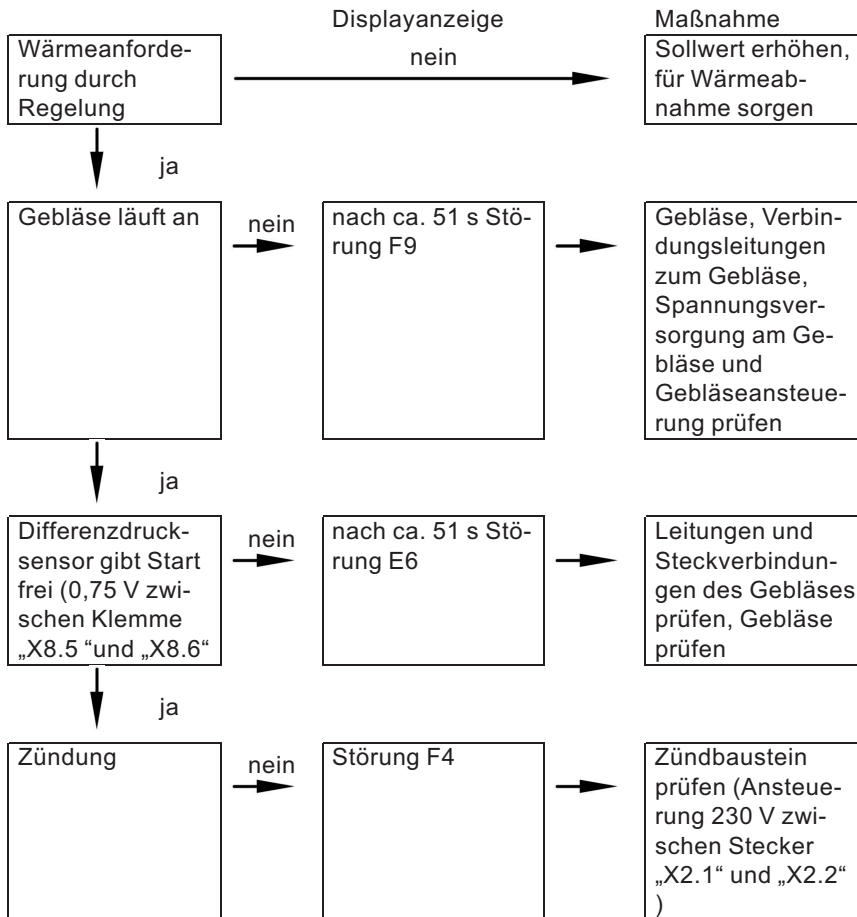 Displayanzeige
Maßnahme
Wärmeanforde-
rung durch
Regelung
nein
Sollwert erhöhen,
für Wärmeab-
nahme sorgen
ja
Gebläse läuft an
nein
nach ca. 51 s Stö-
rung F9
Gebläse, Verbin-
dungsleitungen
zum Gebläse,
Spannungsver-
sorgung am Ge-
bläse und
Gebläseansteue-
rung prüfen
ja
Differenzdruck-
sensor gibt Start
frei (0,75 V zwi-
schen Klemme
„X8.5 “und „X8.6“
nein
nach ca. 51 s Stö-
rung E6
Leitungen und
Steckverbindun-
gen des Gebläses
prüfen, Gebläse
prüfen
ja
Zündung
nein
Störung F4
Zündbaustein
prüfen (Ansteue-
rung 230 V zwi-
schen Stecker
„X2.1“ und „X2.2“
)